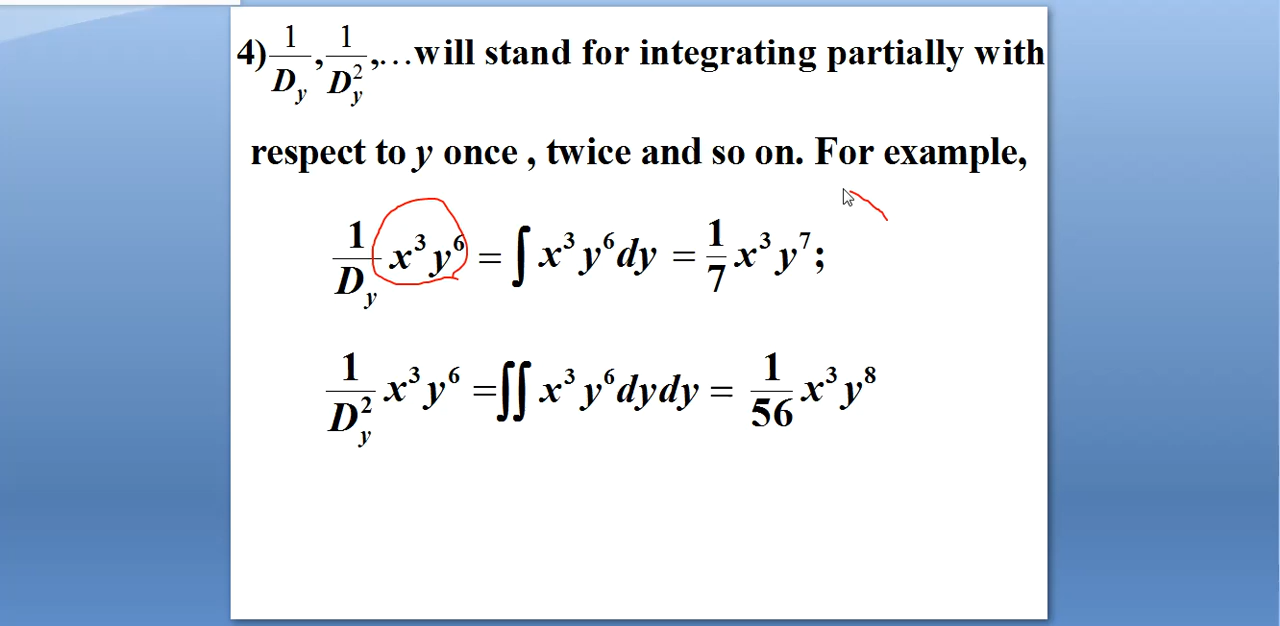 4) 1/D_y, 1/D_y^2, ,...will stand for integrating partially with
respect to y once , twice and so on. For example,
1/D_y x^3 y^6 = ∫ x^3 y^6 dy = 1/7 x^3 y^7;
1/D_y^2 x^3 y^6 = ∫∫ x^3 y^6 dydy = 1/56 x^3 y^8